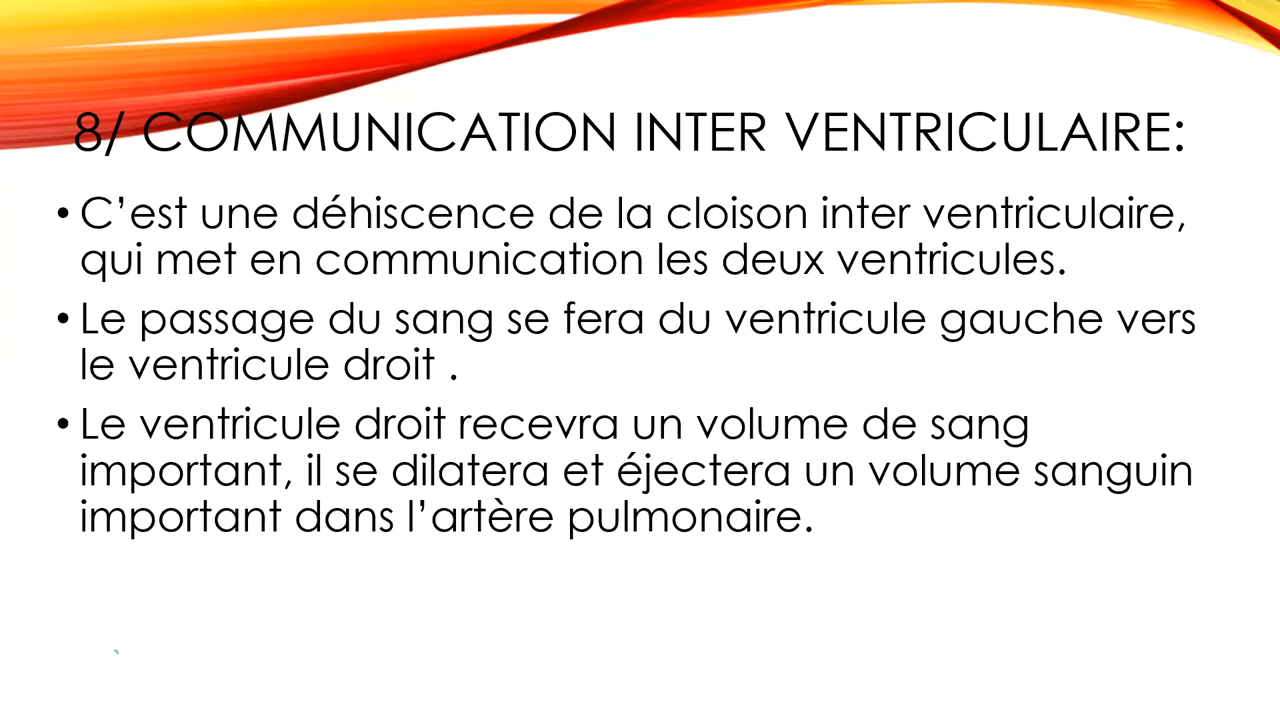 8/ COMMUNICATION INTER VENTRICULAIRE:
• C’est une déhiscence de la cloison inter ventriculaire,
qui met en communication les deux ventricules.
• Le passage du sang se fera du ventricule gauche vers
le ventricule droit .
• Le ventricule droit recevra un volume de sang
important, il se dilatera et éjectera un volume sanguin
important dans l’artère pulmonaire.